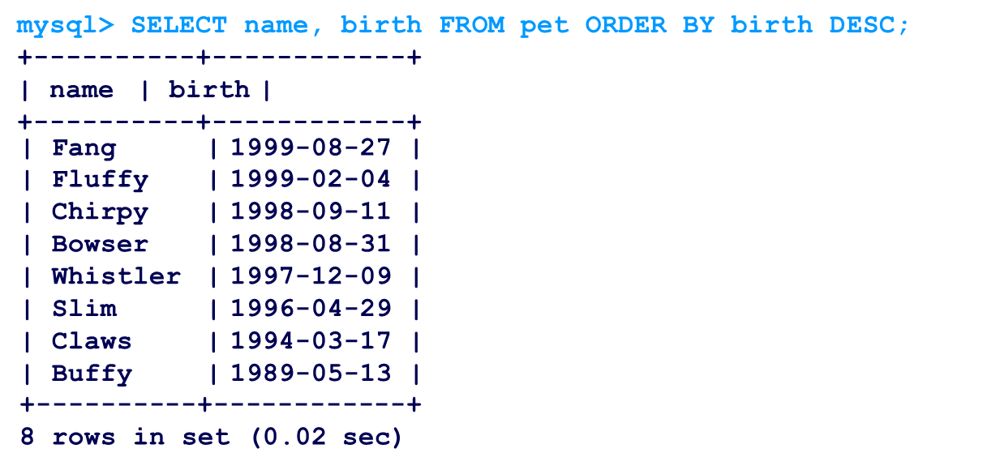 mysql> SELECT name, birth FROM pet ORDER BY birth DESC;
+----------+------------+
| name | birth |
+----------+------------+
| Fang | 1999-08-27 |
| Fluffy | 1999-02-04 |
| Chirpy | 1998-09-11 |
| Bowser | 1998-08-31 |
| Whistler | 1997-12-09 |
| Slim | 1996-04-29 |
| Claws | 1994-03-17 |
| Buffy | 1989-05-13 |
+----------+------------+
8 rows in set (0.02 sec)